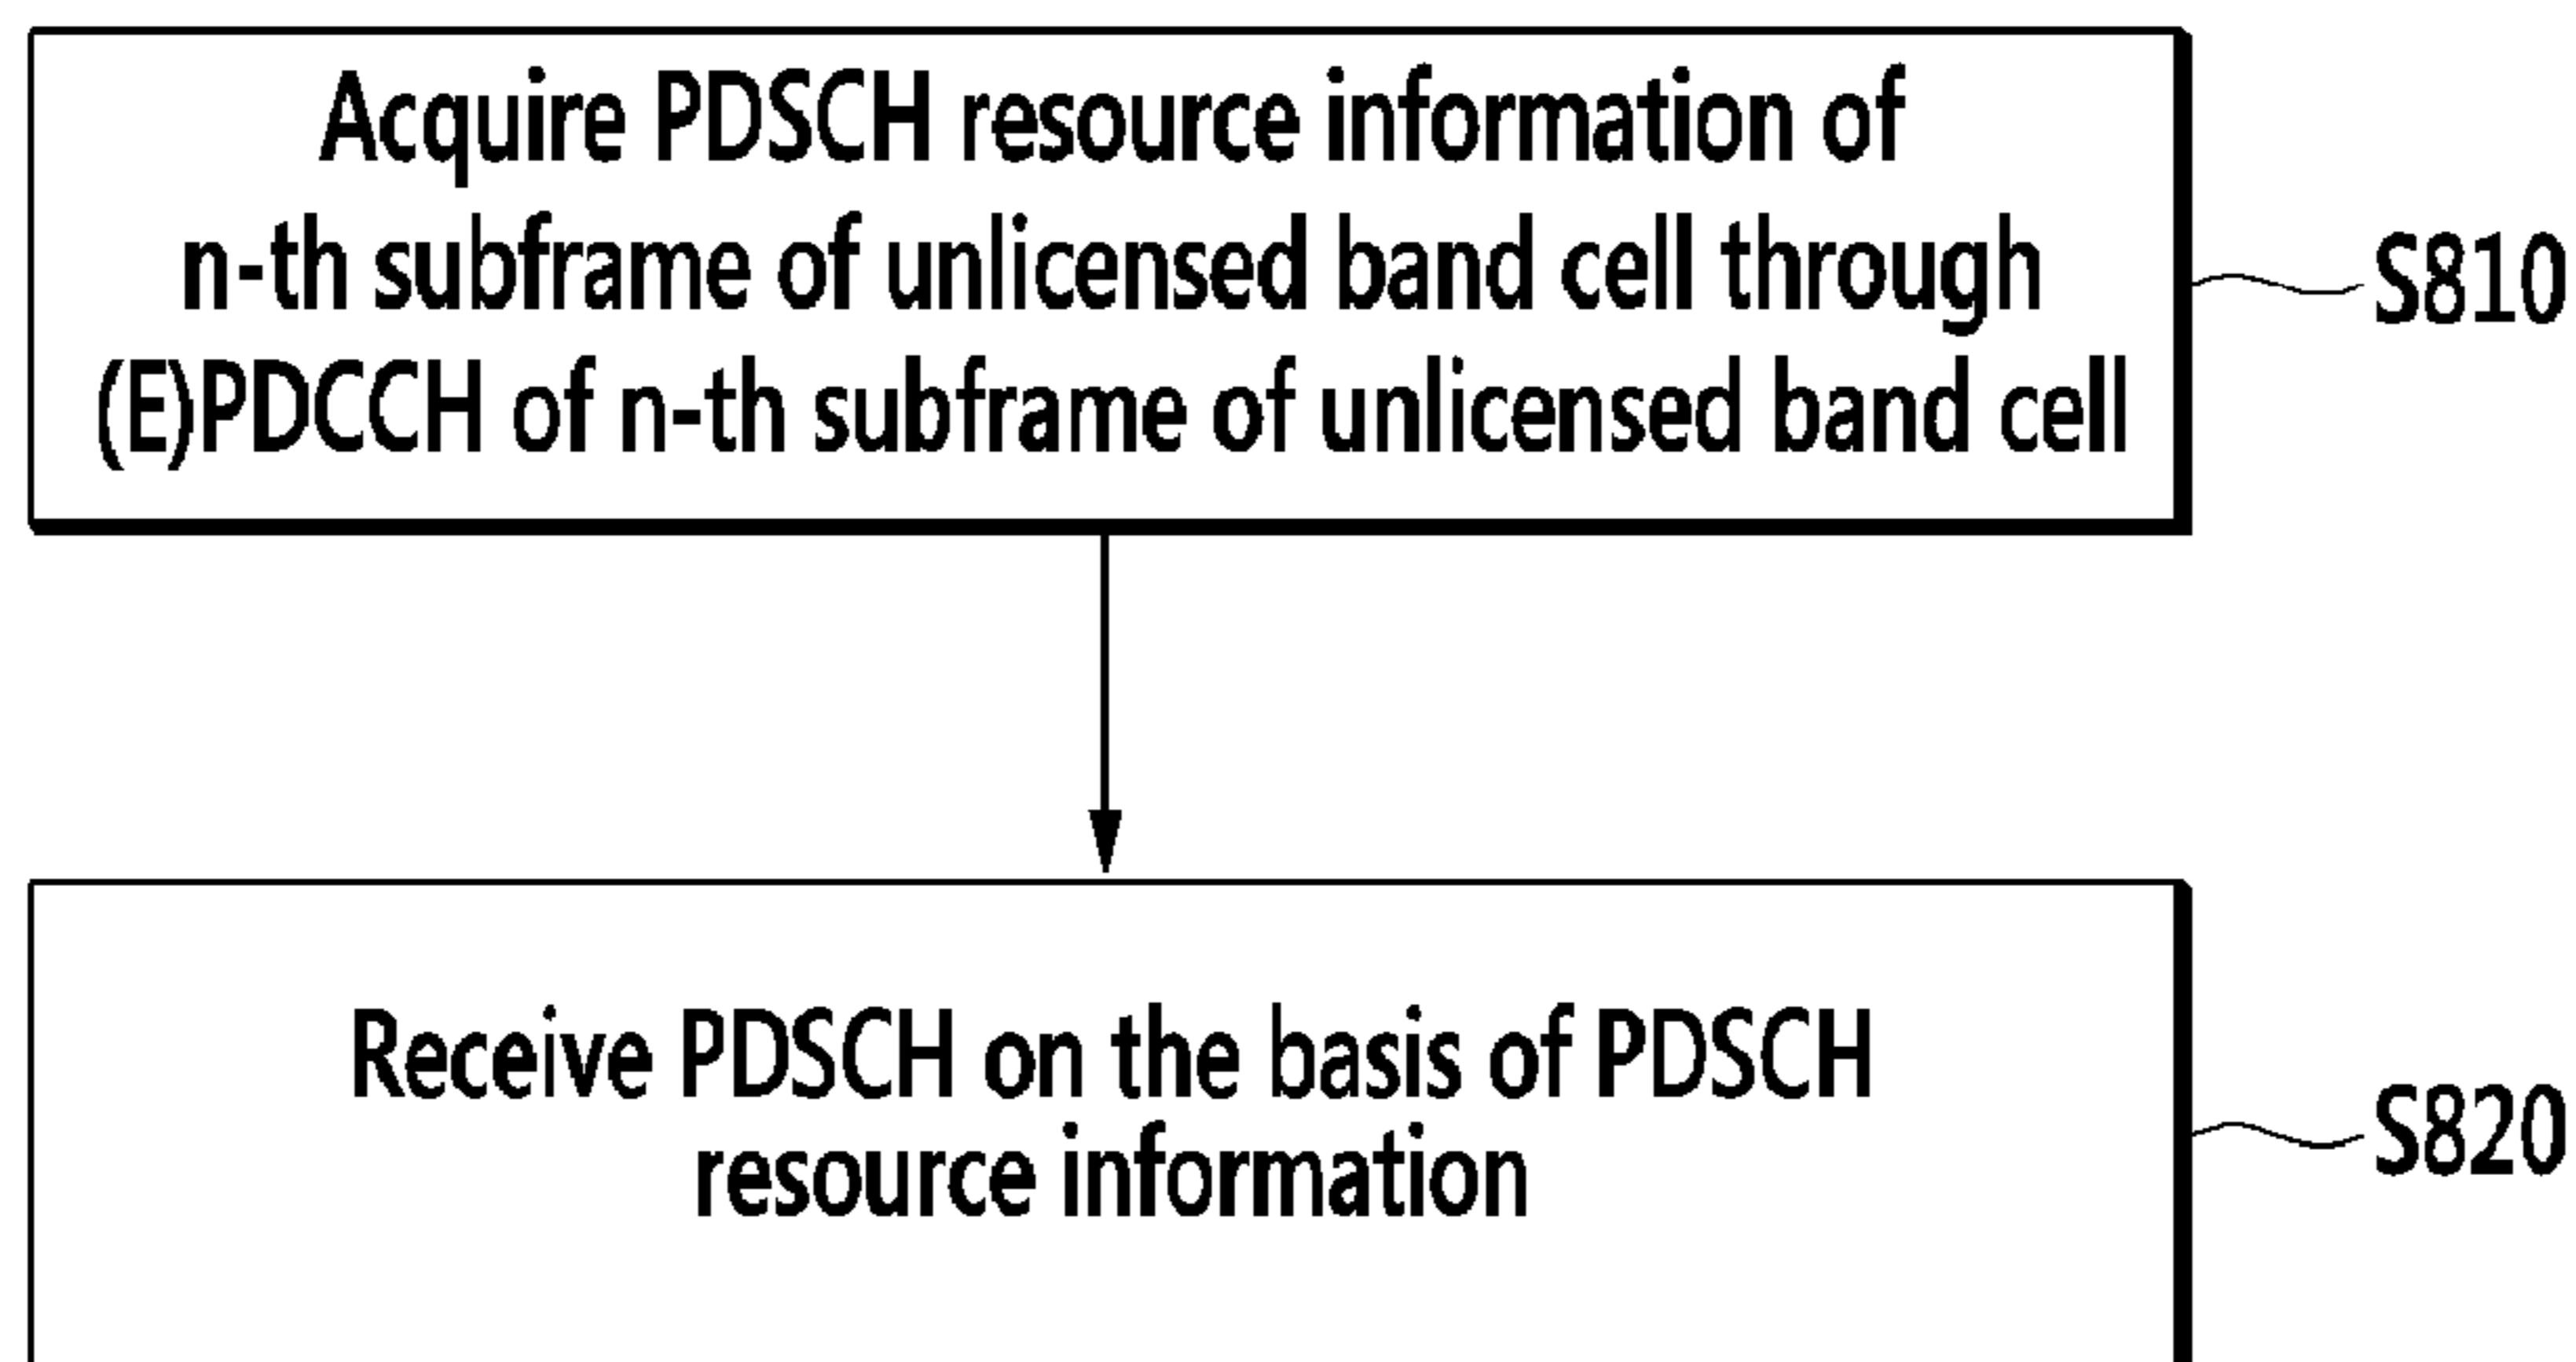 Acquire PDSCH resource information of
n-th subframe of unlicensed band cell through
(E)PDCCH of n-th subframe of unlicensed band cell
S810
Receive PDSCH on the basis of PDSCH
resource information
S820